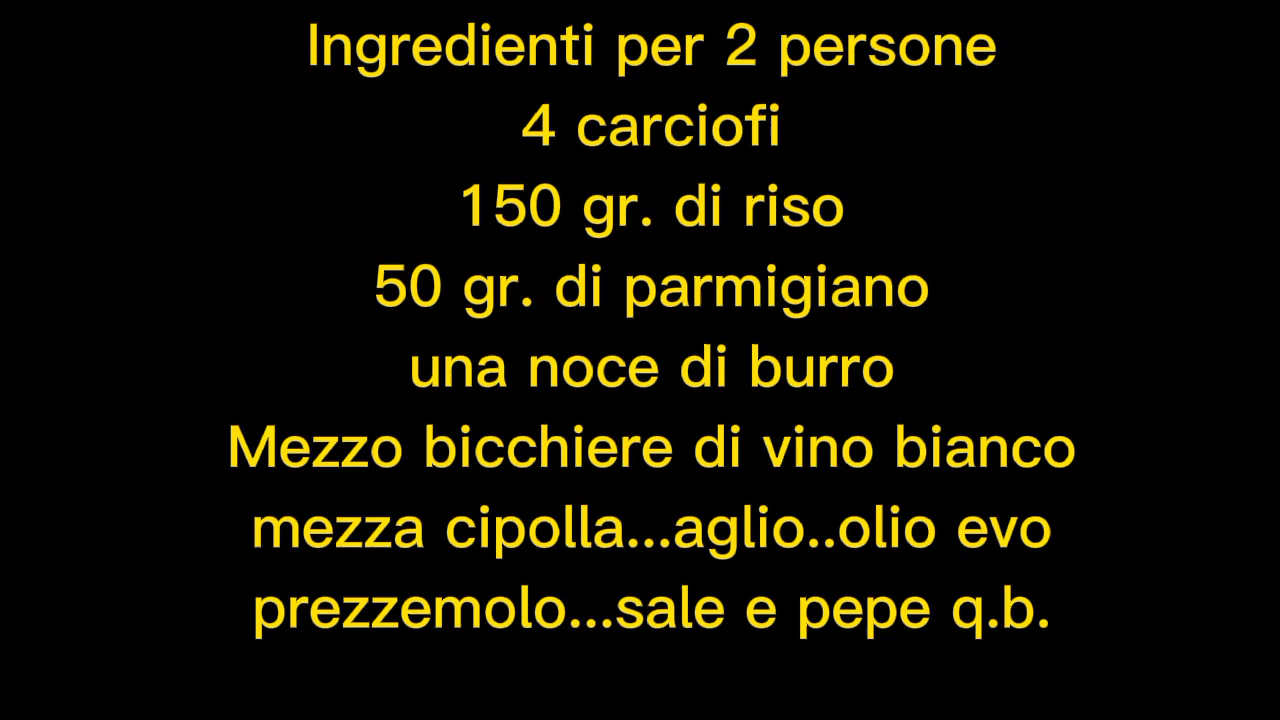 Ingredienti per 2 persone
4 carciofi
150 gr. di riso
50 gr. di parmigiano
una noce di burro
Mezzo bicchiere di vino bianco
mezza cipolla...aglio..olio evo
prezzemolo...sale e pepe q.b.